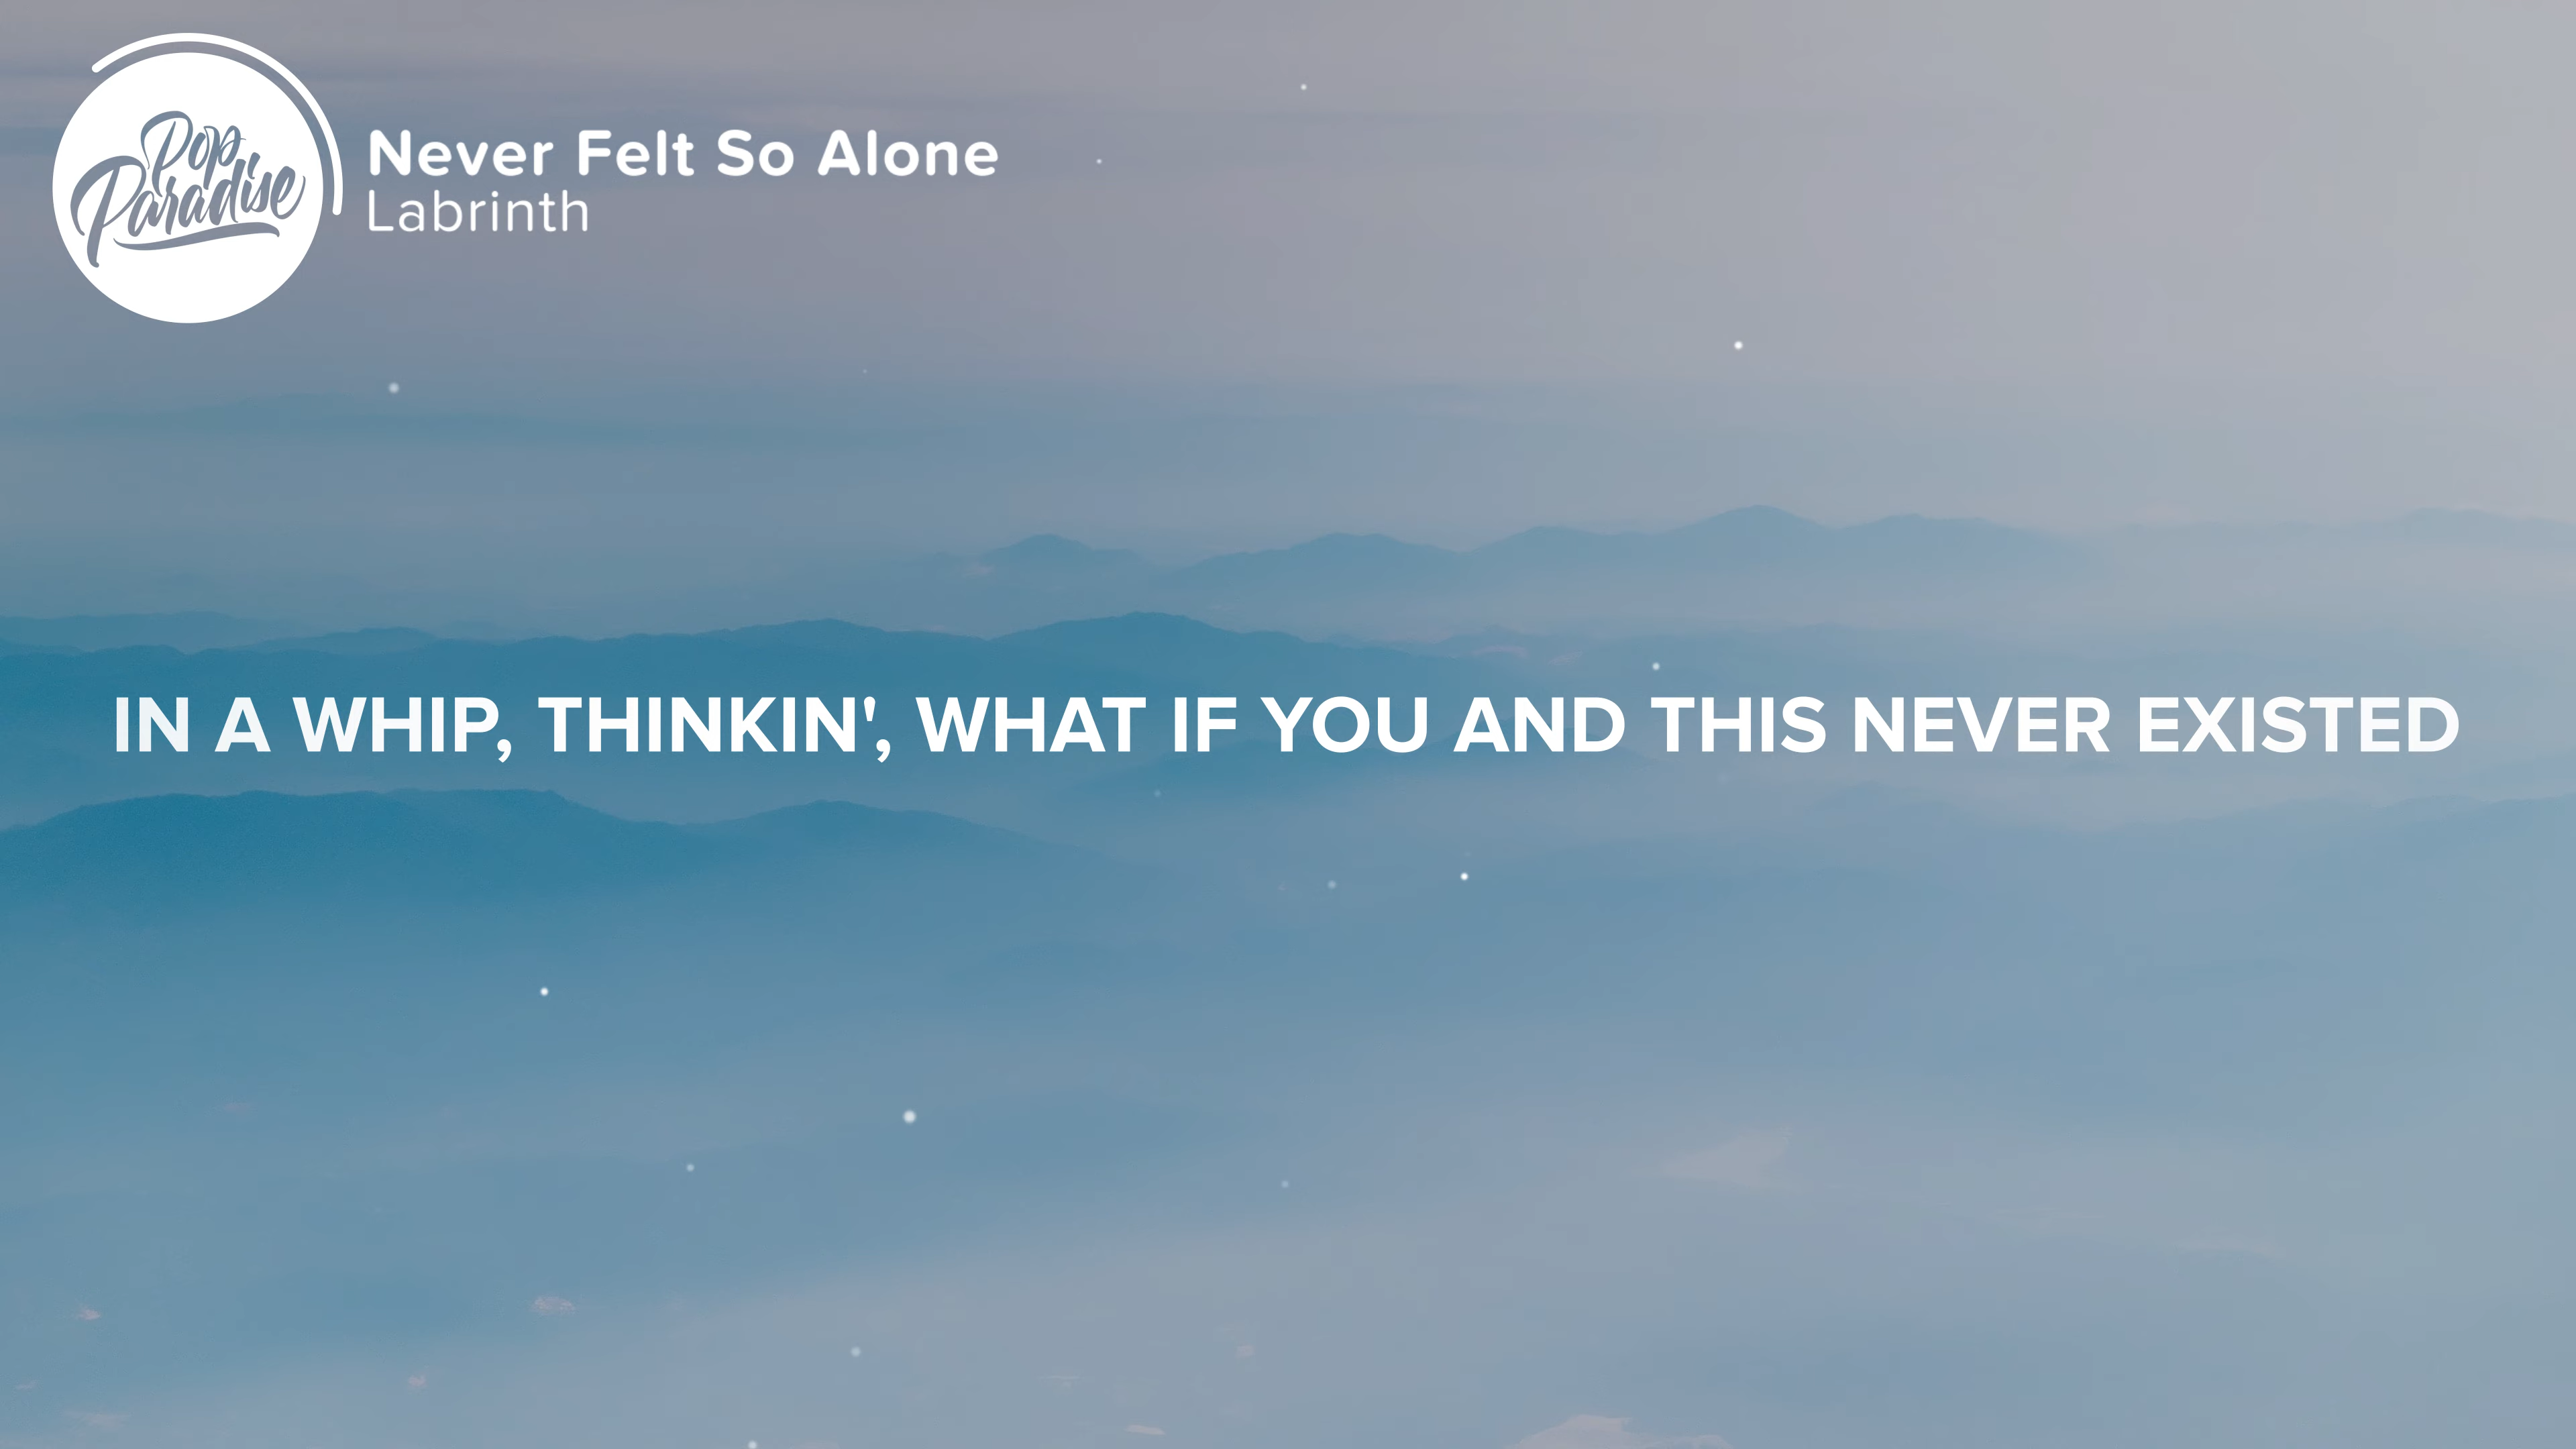 Pop
Paradise
Never Felt So Alone
Labrinth
IN A WHIP, THINKIN', WHAT IF YOU AND THIS NEVER EXISTED